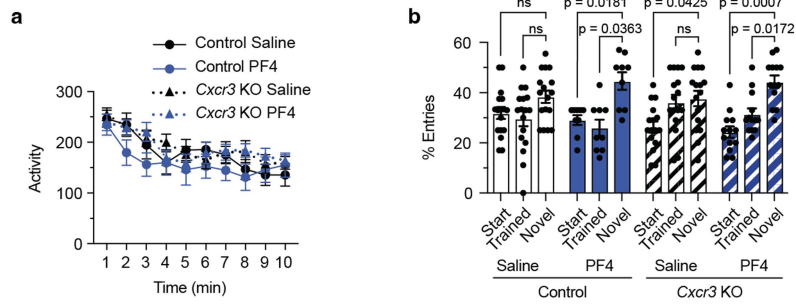 a
Control Saline
Control PF4
Cxcr3 KO Saline
Cxcr3 KO PF4
300
200
100
0
Activity
1 2 3 4 5 6 7 8 9 10
Time (min)
b
ns
p = 0.0181
p = 0.0425
p = 0.0007
ns
p = 0.0363
ns
p = 0.0172
60
40
20
0
% Entries
Start Trained Novel Start Trained Novel Start Trained Novel Start Trained Novel
Saline PF4 Saline PF4
Control Cxcr3 KO